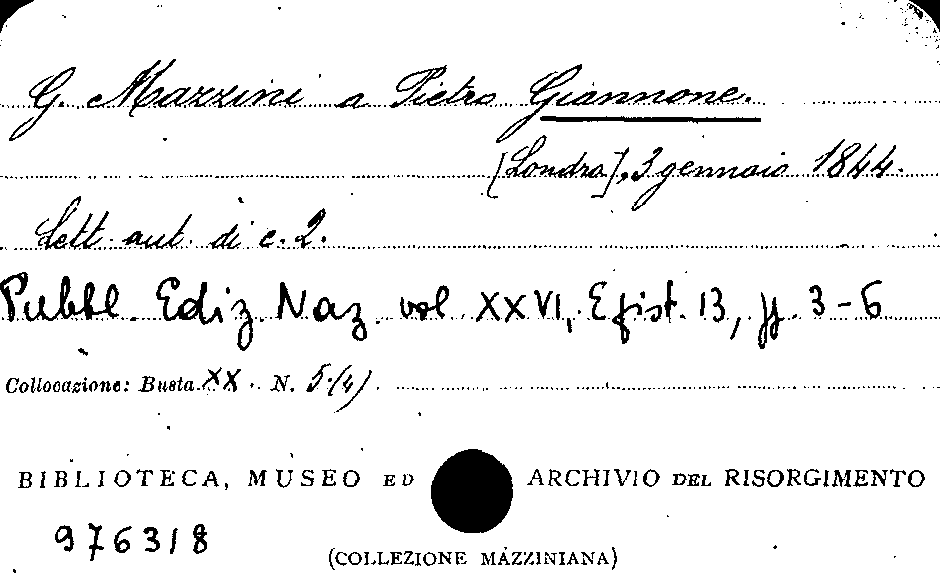 G. Mazzini a Pietro Giannone.
[Londra], 3 gennaio 1844.
Lett. aut. di c. 2.
Pubbl. Ediz. Naz. vol. XXVI, Epist. 13, pp. 3-6
Collocazione: Busta XX. N. 5 (4)
BIBLIOTECA, MUSEO ED ARCHIVIO DEL RISORGIMENTO
976318
(COLLEZIONE MAZZINIANA)